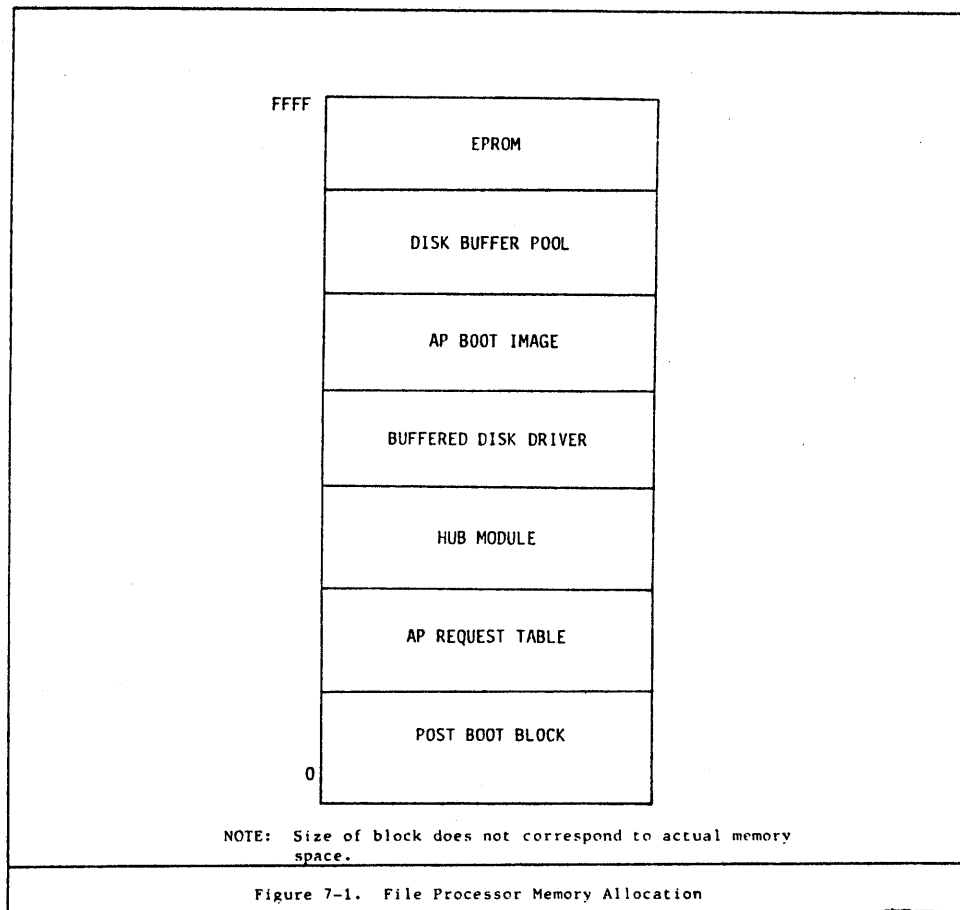 FFFF
EPROM
DISK BUFFER POOL
AP BOOT IMAGE
BUFFERED DISK DRIVER
HUB MODULE
AP REQUEST TABLE
POST BOOT BLOCK
0
NOTE: Size of block does not correspond to actual memory
space.
Figure 7-1. File Processor Memory Allocation